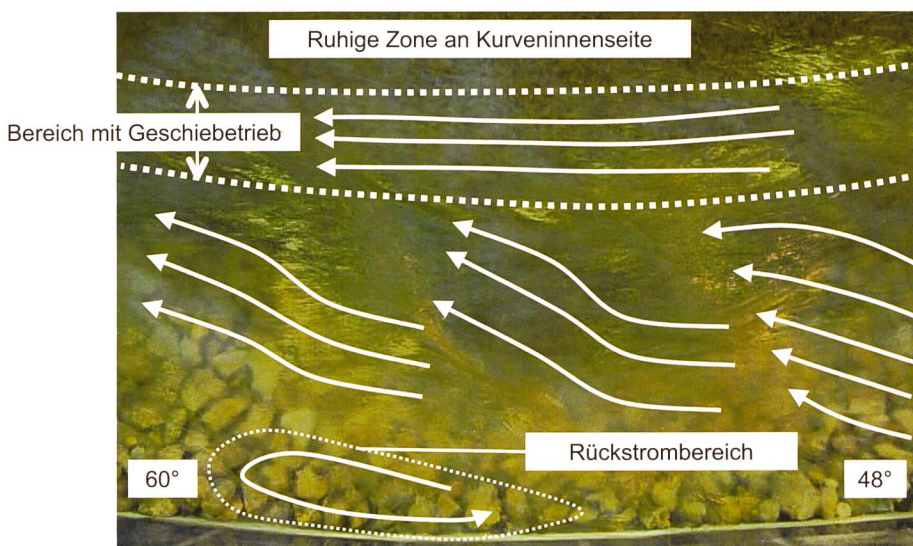 Ruhige Zone an Kurveninnenseite
Bereich mit Geschiebetrieb
Rückstrombereich
60°
48°